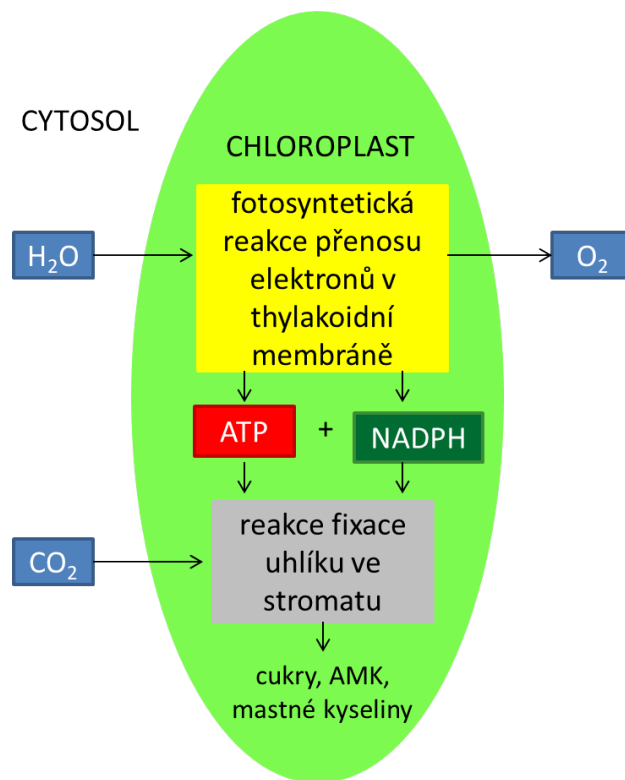 CYTOSOL
CHLOROPLAST
fotosyntetická
reakce přenosu
elektronů v
thylakoidní
membráně
H₂O
O₂
ATP
+
NADPH
reakce fixace
uhlíku ve
stromatu
CO₂
cukry, AMK,
mastné kyseliny